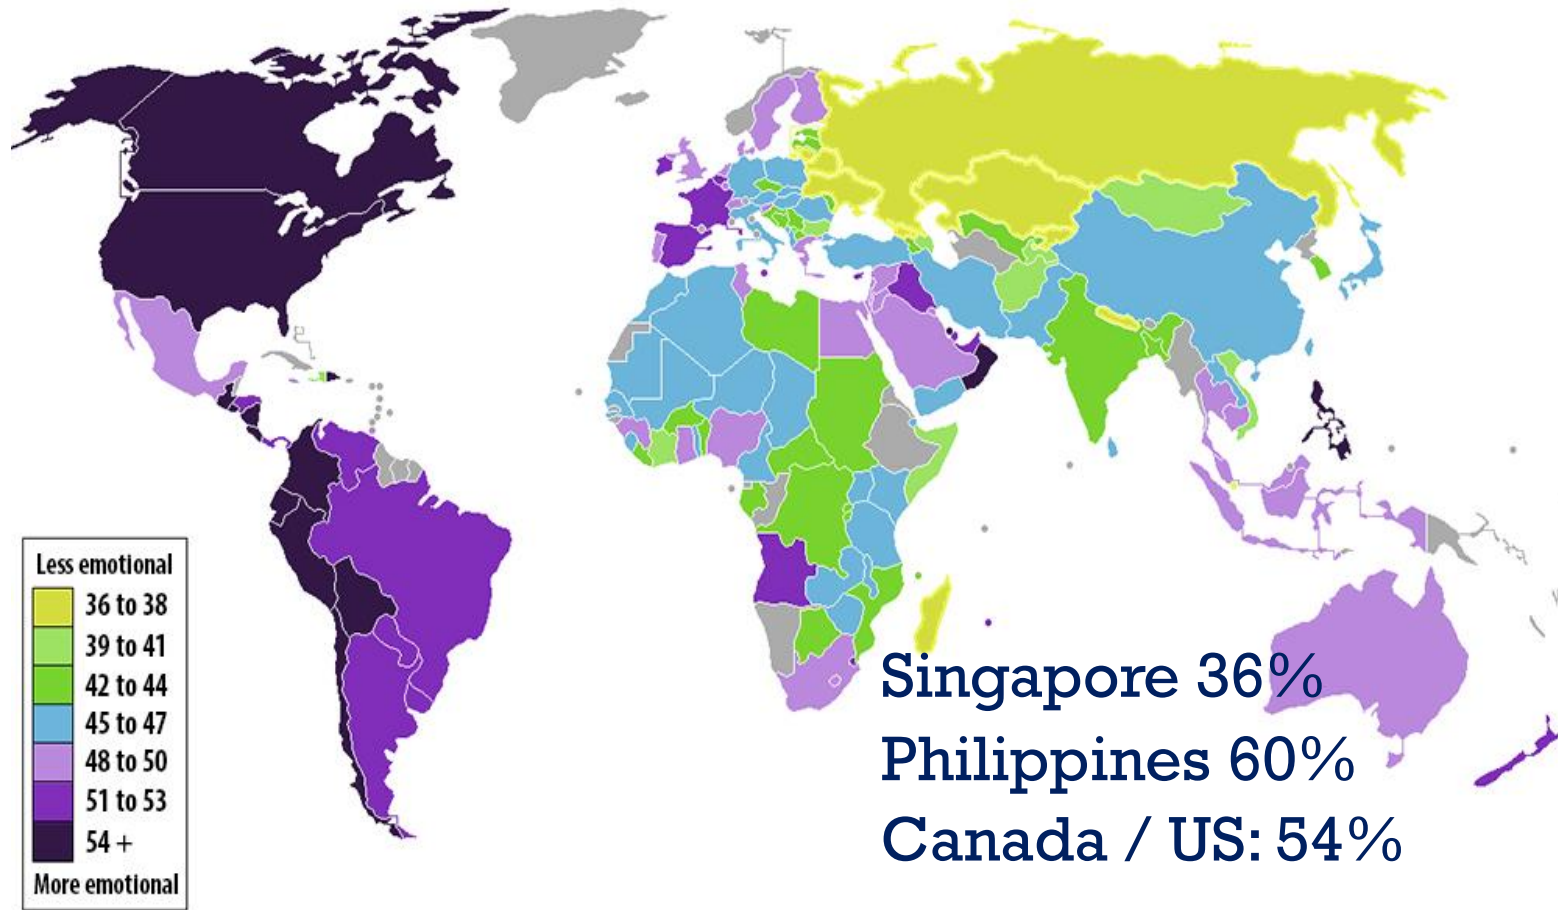 Less emotional
36 to 38
39 to 41
42 to 44
45 to 47
48 to 50
51 to 53
54 +
More emotional
Singapore 36%
Philippines 60%
Canada / US: 54%